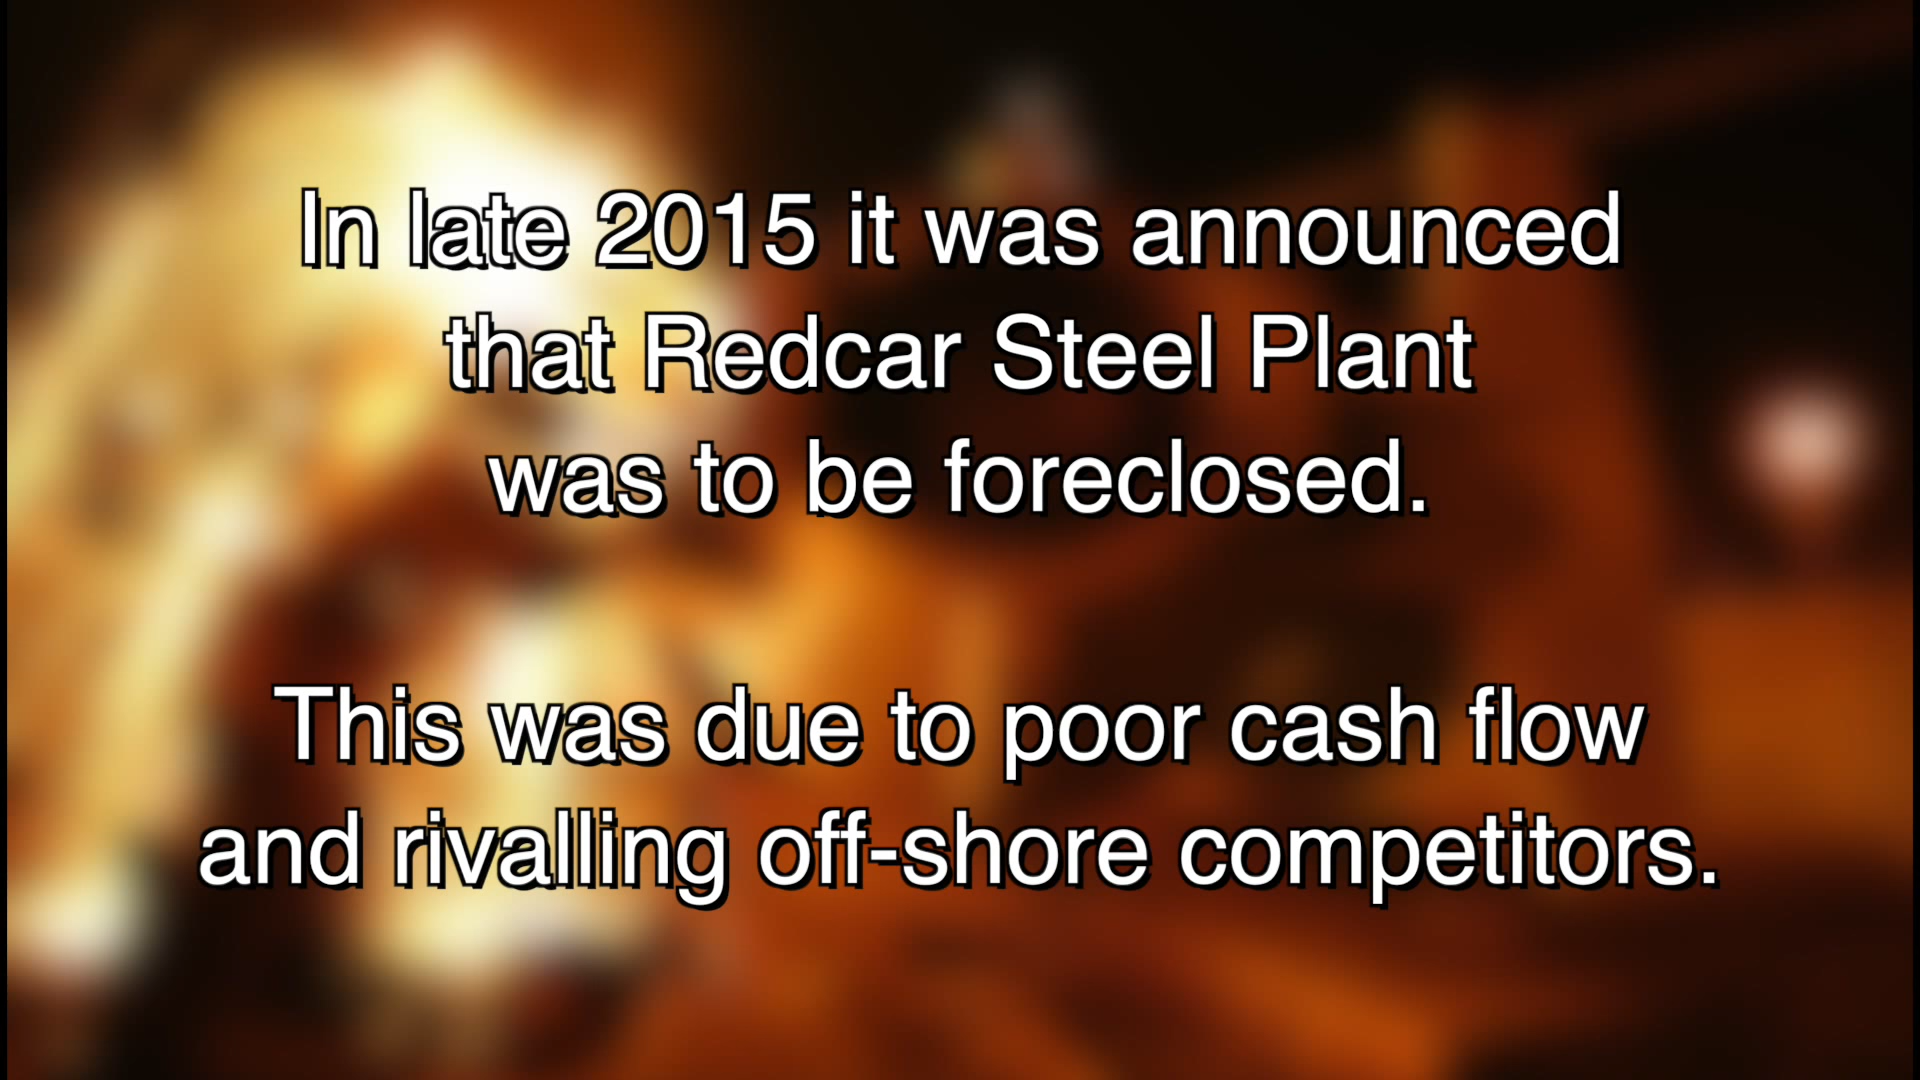 In late 2015 it was announced
that Redcar Steel Plant
was to be foreclosed.
This was due to poor cash flow
and rivalling off-shore competitors.